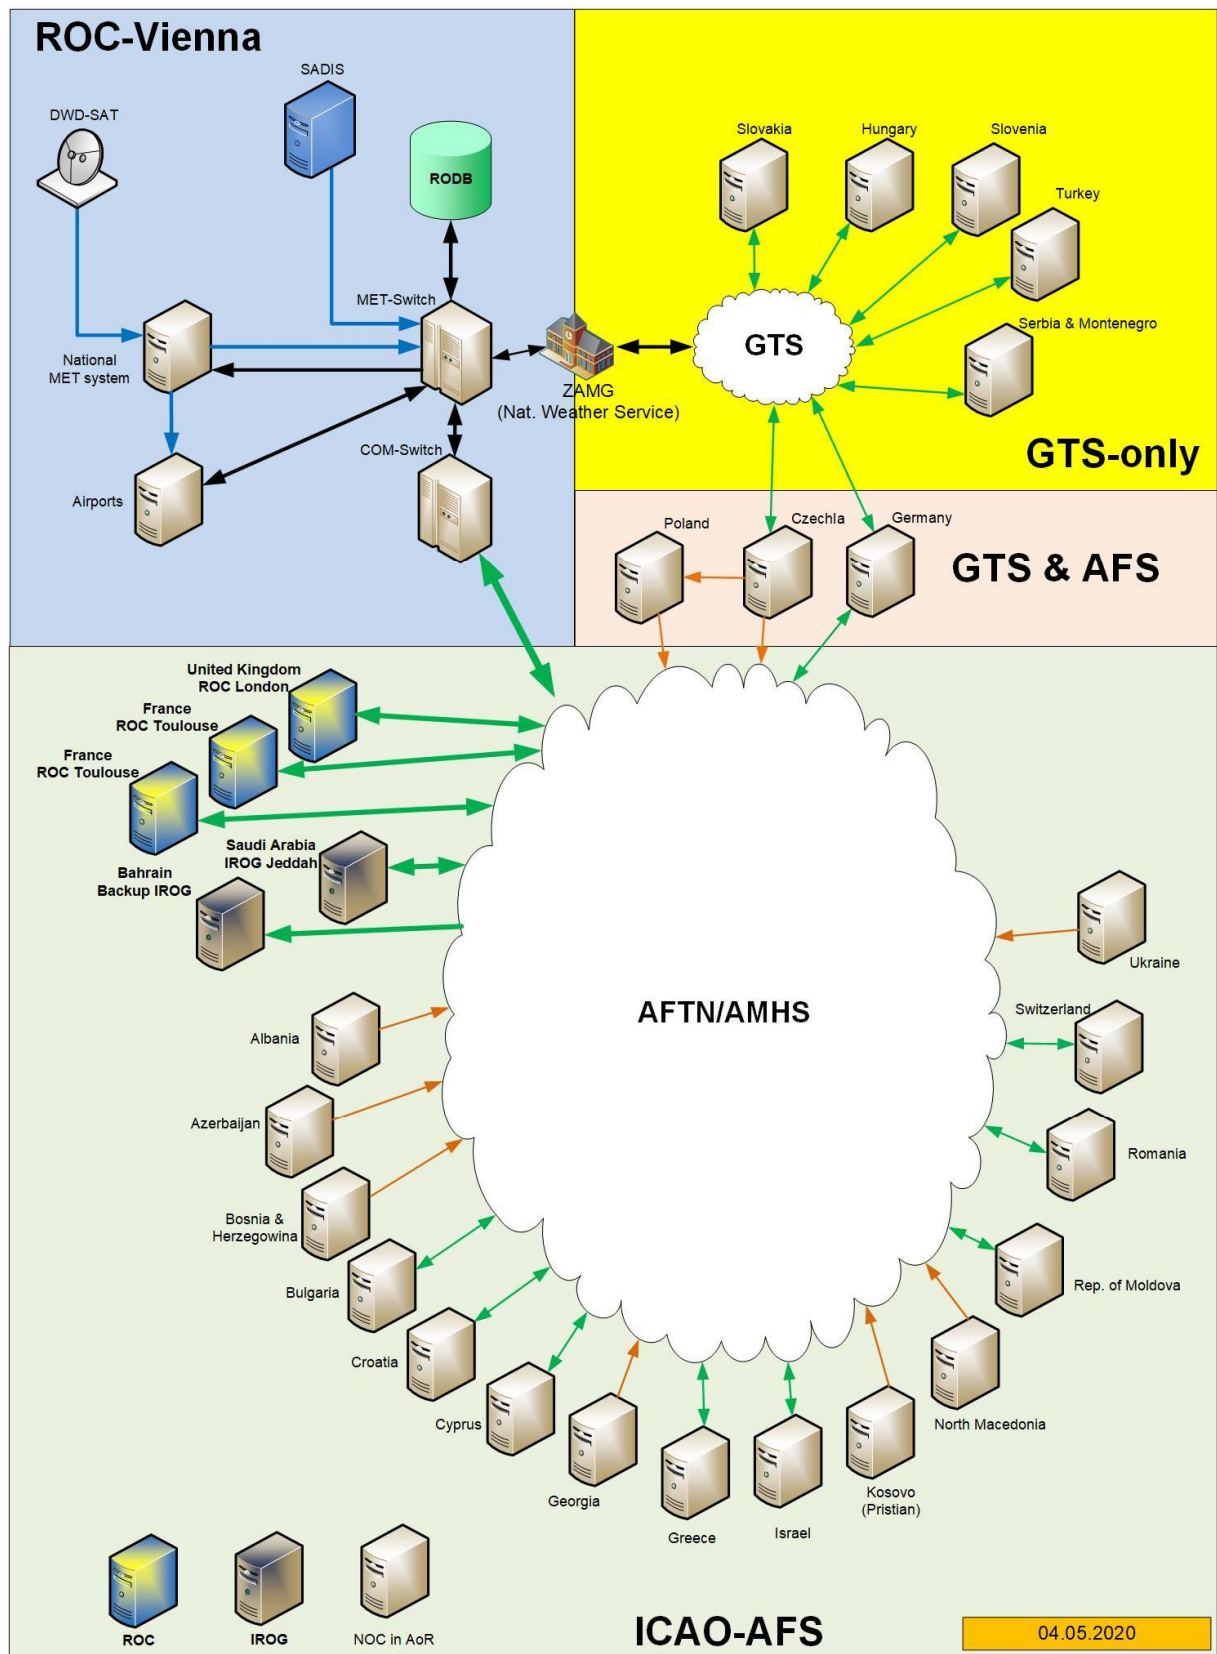 ROC-Vienna
SADIS
DWD-SAT
RODB
MET-Switch
National
MET system
ZAMG
(Nat. Weather Service)
COM-Switch
Airports
Slovakia
Hungary
Slovenia
Turkey
GTS
Serbia & Montenegro
GTS-only
Poland
Czechla
Germany
GTS & AFS
United Kingdom
ROC London
France
ROC Toulouse
France
ROC Toulouse
Saudi Arabia
IROG Jeddah
Bahrain
Backup IROG
AFTN/AMHS
Ukraine
Switzerland
Albania
Azerbaijan
Romania
Bosnia &
Herzegowina
Bulgaria
Rep. of Moldova
Croatia
Cyprus
North Macedonia
Georgia
Kosovo
(Pristian)
Greece
Israel
ROC
IROG
NOC in AoR
ICAO-AFS
04.05.2020